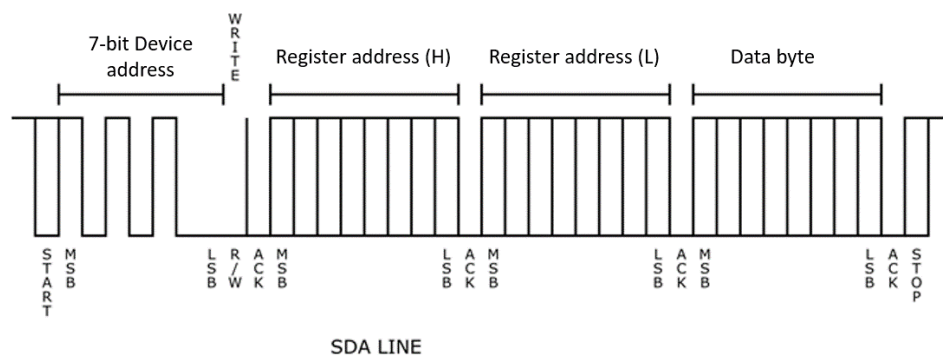 WRITE
7-bit Device
address
Register address (H)
Register address (L)
Data byte
START
MSB
LSB
R/W
ACK
MSB
LSB
ACK
MSB
LSB
ACK
MSB
LSB
ACK
STOP
SDA LINE